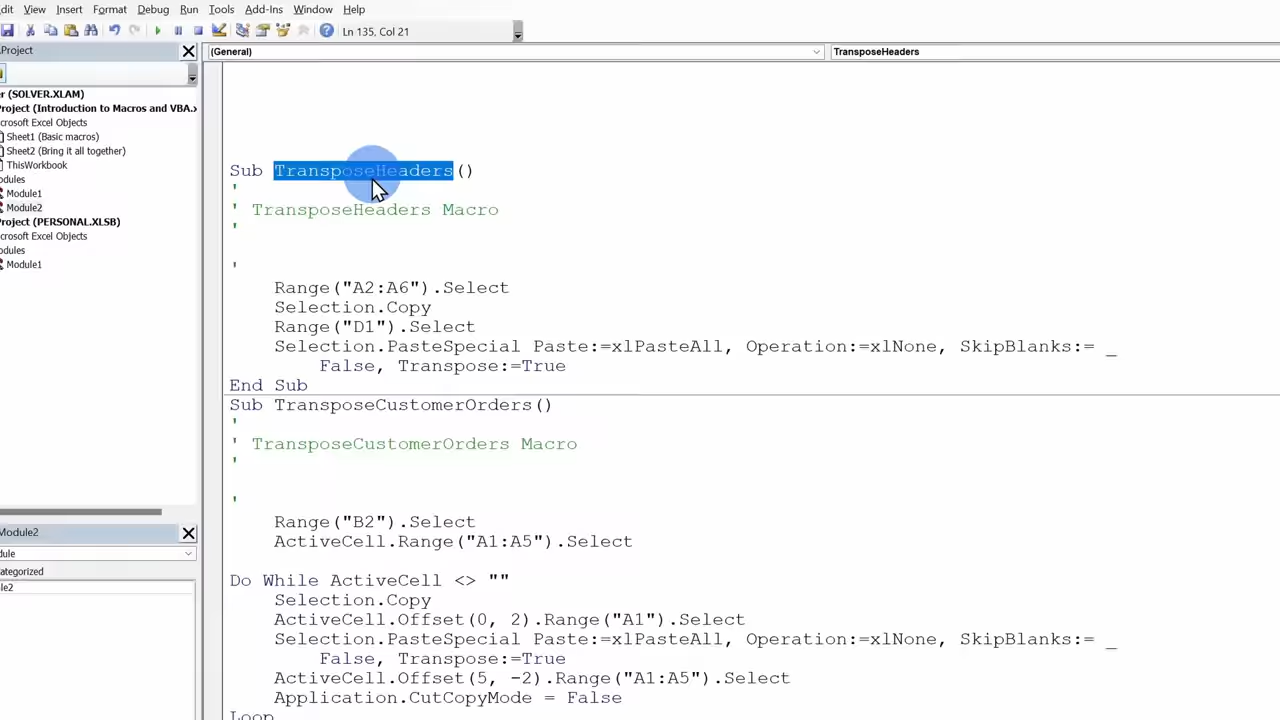 dit View Insert Format Debug Run Tools Add-Ins Window Help
Ln 135, Col 21
Project
(General)
TransposeHeaders
r (SOLVER.XLAM)
Project (Introduction to Macros and VBA.x
crosoft Excel Objects
Sheet1 (Basic macros)
Sheet2 (Bring it all together)
ThisWorkbook
odules
Module1
Module2
Project (PERSONAL.XLSB)
crosoft Excel Objects
odules
Module1
Module2
dule
ategorized
le2
Sub TransposeHeaders()
'
' TransposeHeaders Macro
'
'
Range("A2:A6").Select
Selection.Copy
Range("D1").Select
Selection.PasteSpecial Paste:=xlPasteAll, Operation:=xlNone, SkipBlanks:= _
False, Transpose:=True
End Sub
Sub TransposeCustomerOrders()
'
' TransposeCustomerOrders Macro
'
'
Range("B2").Select
ActiveCell.Range("A1:A5").Select
Do While ActiveCell <> ""
Selection.Copy
ActiveCell.Offset(0, 2).Range("A1").Select
Selection.PasteSpecial Paste:=xlPasteAll, Operation:=xlNone, SkipBlanks:= _
False, Transpose:=True
ActiveCell.Offset(5, -2).Range("A1:A5").Select
Application.CutCopyMode = False
Loop